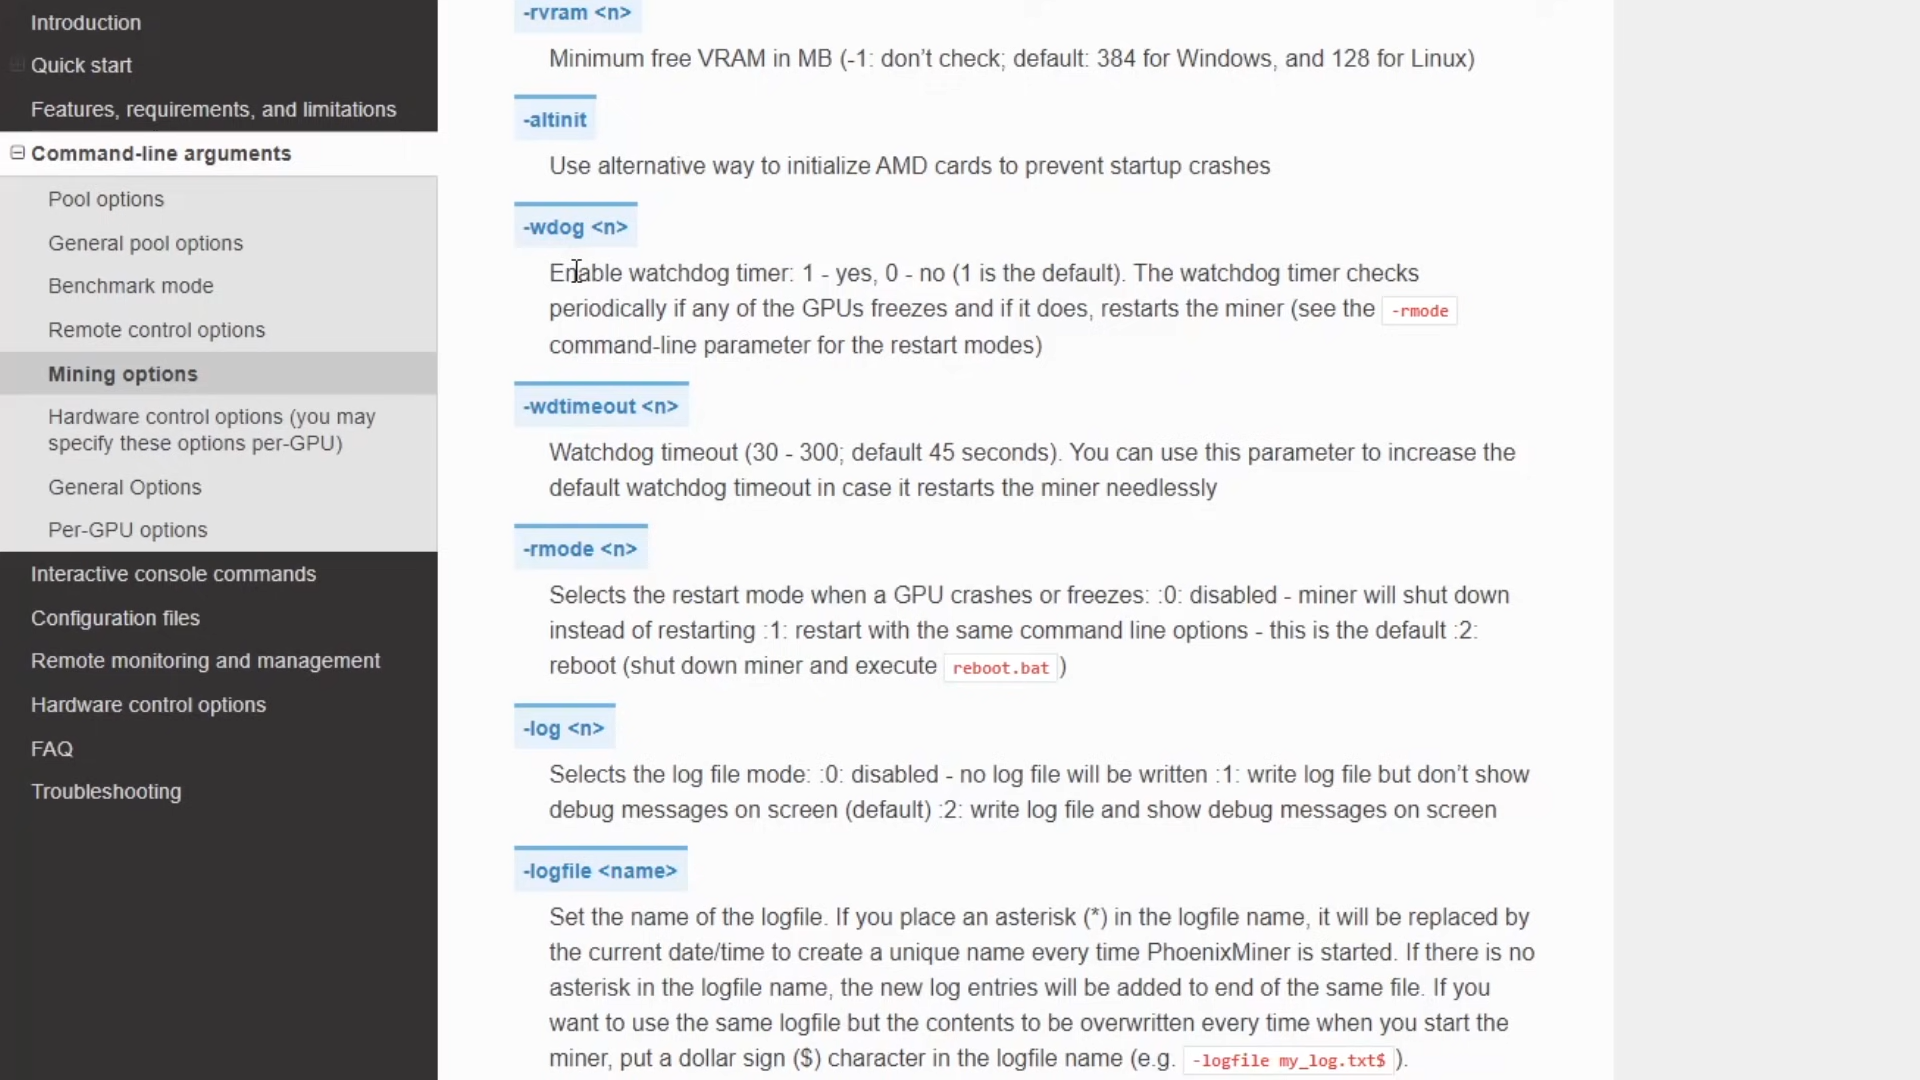 Introduction
Quick start
Features, requirements, and limitations
Command-line arguments
Pool options
General pool options
Benchmark mode
Remote control options
Mining options
Hardware control options (you may
specify these options per-GPU)
General Options
Per-GPU options
Interactive console commands
Configuration files
Remote monitoring and management
Hardware control options
FAQ
Troubleshooting
-rvram <n>
Minimum free VRAM in MB (-1: don’t check; default: 384 for Windows, and 128 for Linux)
-altinit
Use alternative way to initialize AMD cards to prevent startup crashes
-wdog <n>
Enable watchdog timer: 1 - yes, 0 - no (1 is the default). The watchdog timer checks
periodically if any of the GPUs freezes and if it does, restarts the miner (see the -rmode
command-line parameter for the restart modes)
-wdtimeout <n>
Watchdog timeout (30 - 300; default 45 seconds). You can use this parameter to increase the
default watchdog timeout in case it restarts the miner needlessly
-rmode <n>
Selects the restart mode when a GPU crashes or freezes: :0: disabled - miner will shut down
instead of restarting :1: restart with the same command line options - this is the default :2:
reboot (shut down miner and execute reboot.bat )
-log <n>
Selects the log file mode: :0: disabled - no log file will be written :1: write log file but don’t show
debug messages on screen (default) :2: write log file and show debug messages on screen
-logfile <name>
Set the name of the logfile. If you place an asterisk (*) in the logfile name, it will be replaced by
the current date/time to create a unique name every time PhoenixMiner is started. If there is no
asterisk in the logfile name, the new log entries will be added to end of the same file. If you
want to use the same logfile but the contents to be overwritten every time when you start the
miner, put a dollar sign ($) character in the logfile name (e.g. -logfile my_log.txt$ ).